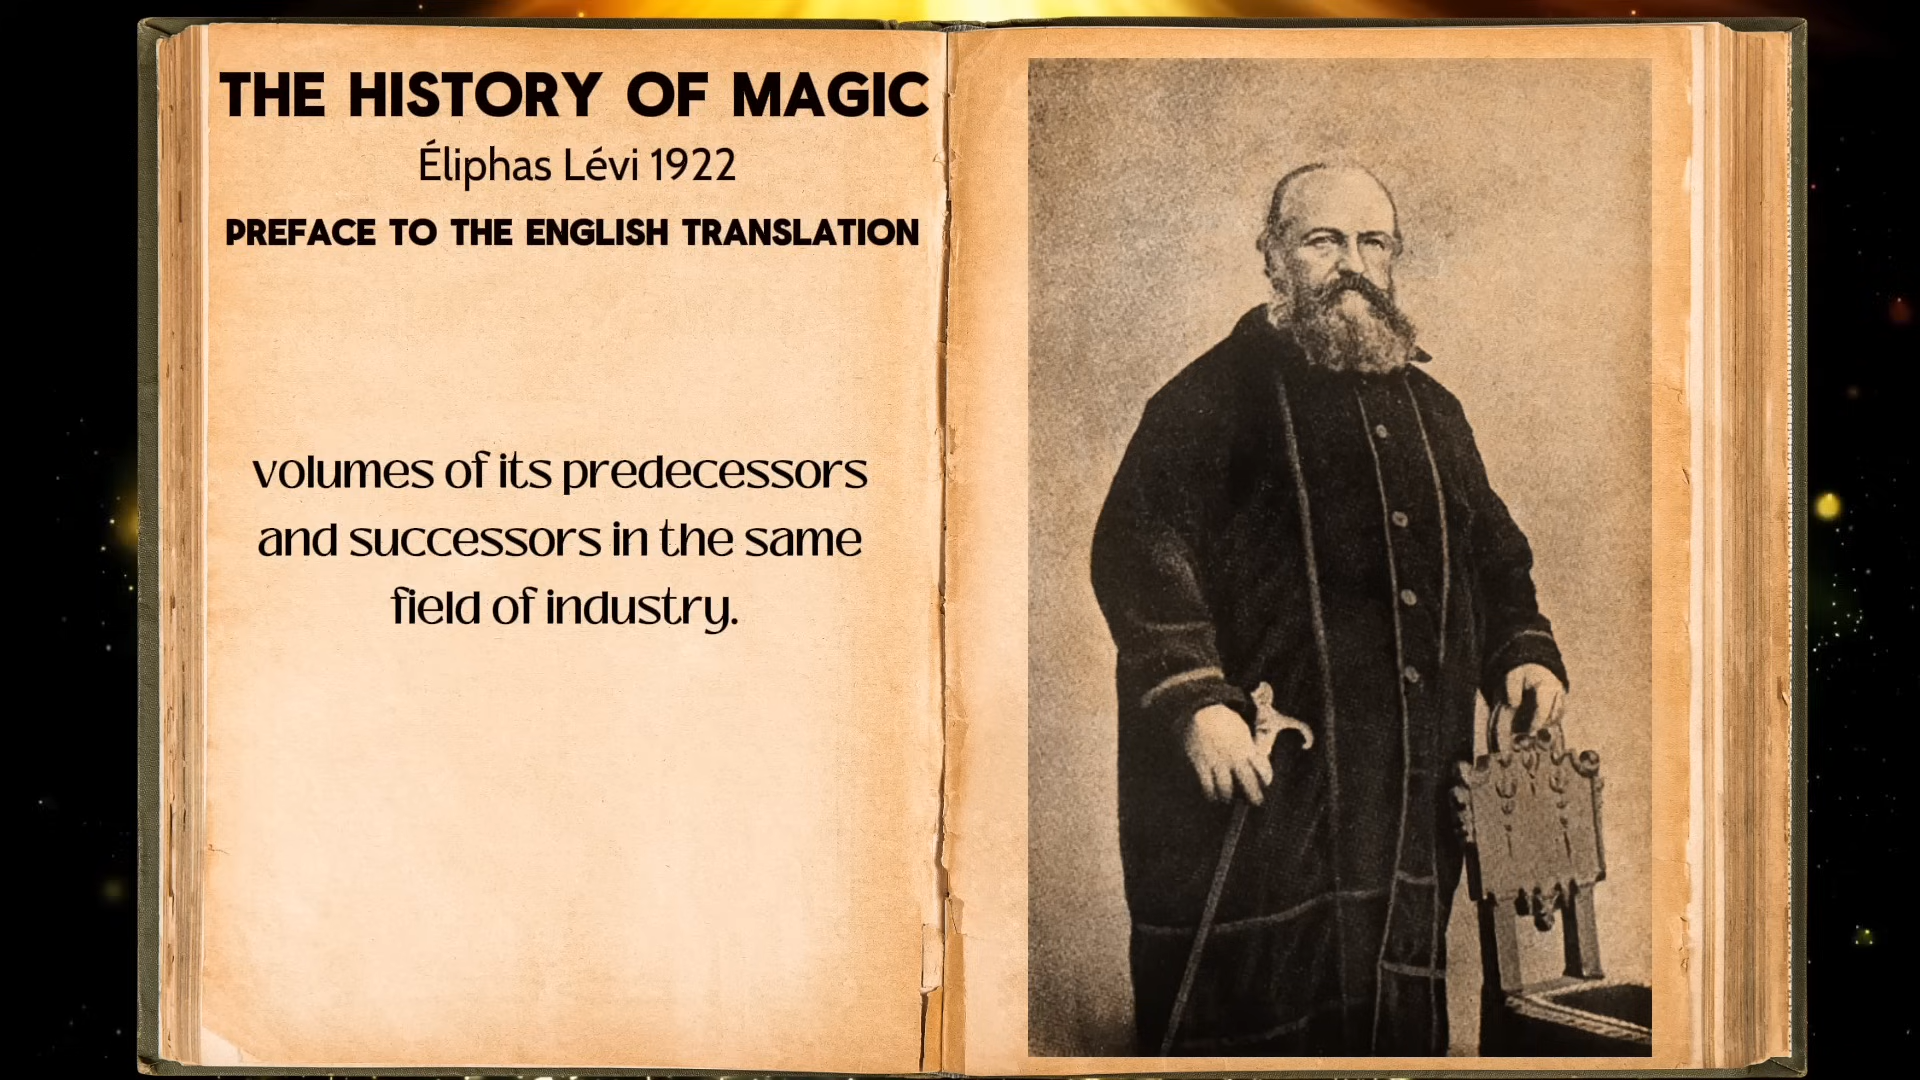 THE HISTORY OF MAGIC
Éliphas Lévi 1922
PREFACE TO THE ENGLISH TRANSLATION
volumes of its predecessors
and successors in the same
field of industry.